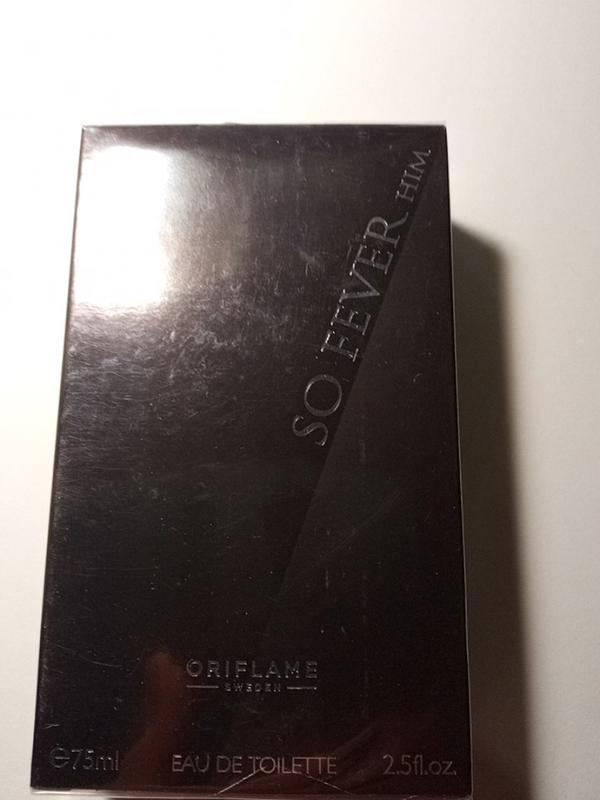 SO FEVER HIM
ORIFLAME
SWEDEN
℮75ml EAU DE TOILETTE 2.5fl.oz.